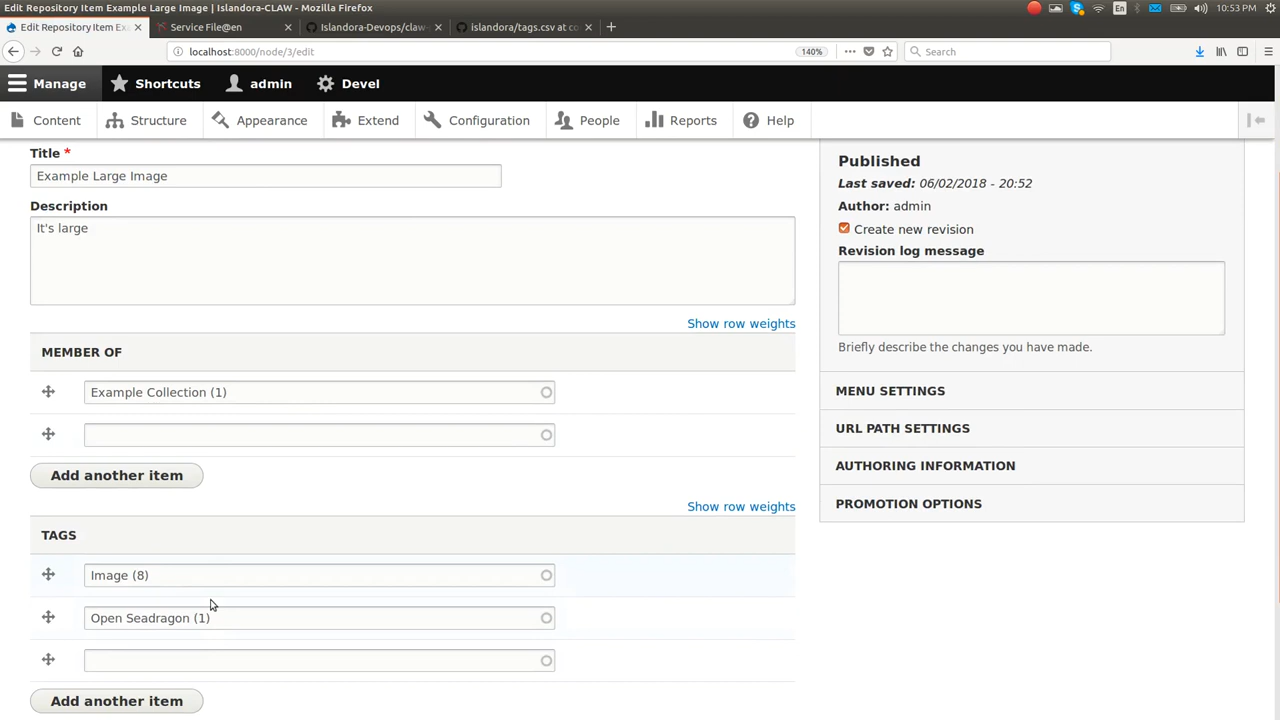 Edit Repository Item Example Large Image | Islandora-CLAW - Mozilla Firefox
En
10:53 PM
Edit Repository Item Exa
Service File@en
Islandora-Devops/claw-
islandora/tags.csv at co
localhost:8000/node/3/edit
140%
Search
Manage
Shortcuts
admin
Devel
Content
Structure
Appearance
Extend
Configuration
People
Reports
Help
Title *
Example Large Image
Description
It's large
Show row weights
MEMBER OF
Example Collection (1)
Add another item
Show row weights
TAGS
Image (8)
Open Seadragon (1)
Add another item
Published
Last saved: 06/02/2018 - 20:52
Author: admin
Create new revision
Revision log message
Briefly describe the changes you have made.
MENU SETTINGS
URL PATH SETTINGS
AUTHORING INFORMATION
PROMOTION OPTIONS